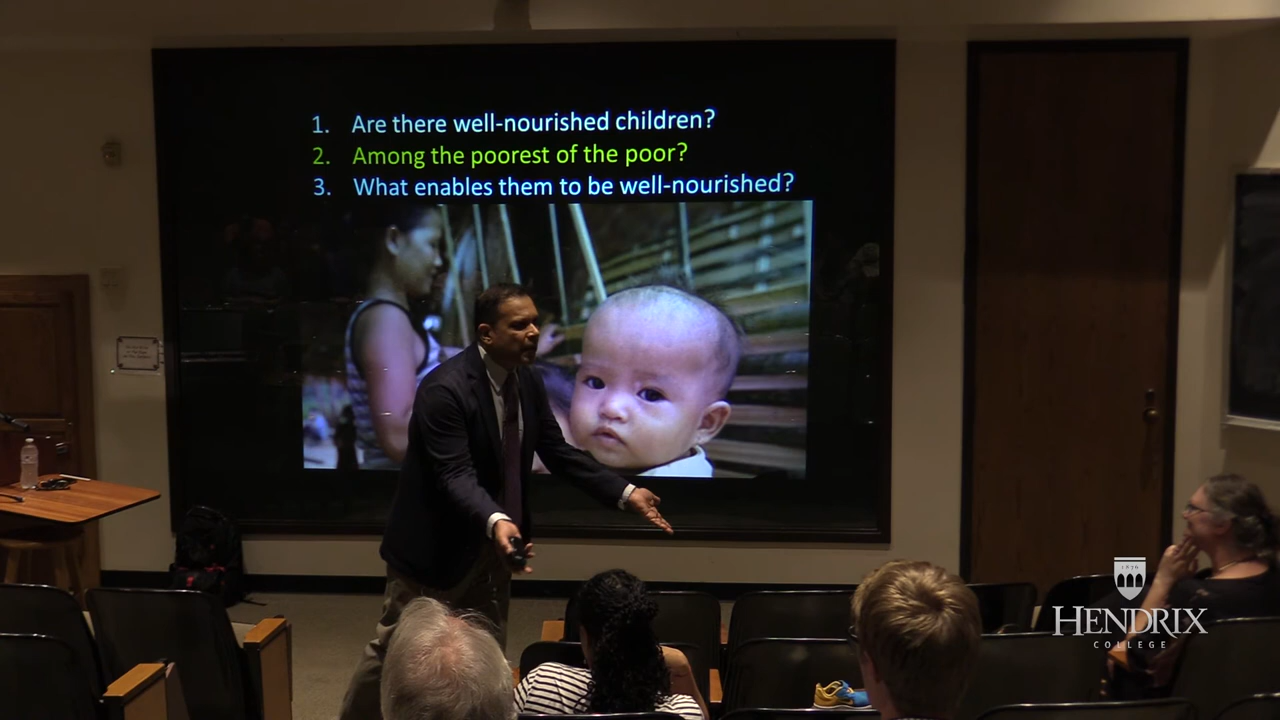 1. Are there well-nourished children?
2. Among the poorest of the poor?
3. What enables them to be well-nourished?
1876
HENDRIX
COLLEGE